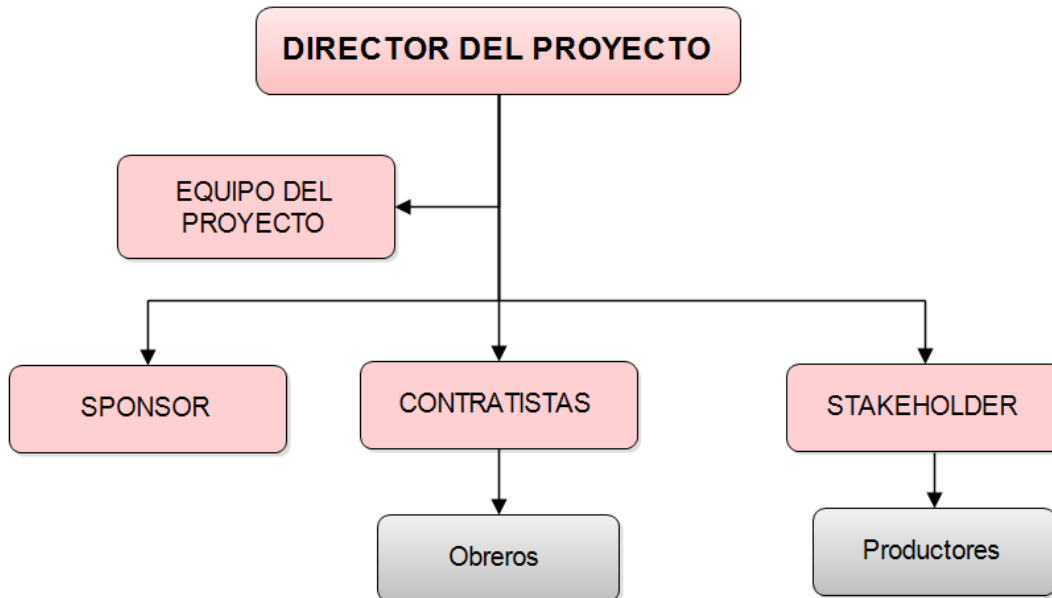 DIRECTOR DEL PROYECTO
EQUIPO DEL
PROYECTO
SPONSOR
CONTRATISTAS
STAKEHOLDER
Obreros
Productores